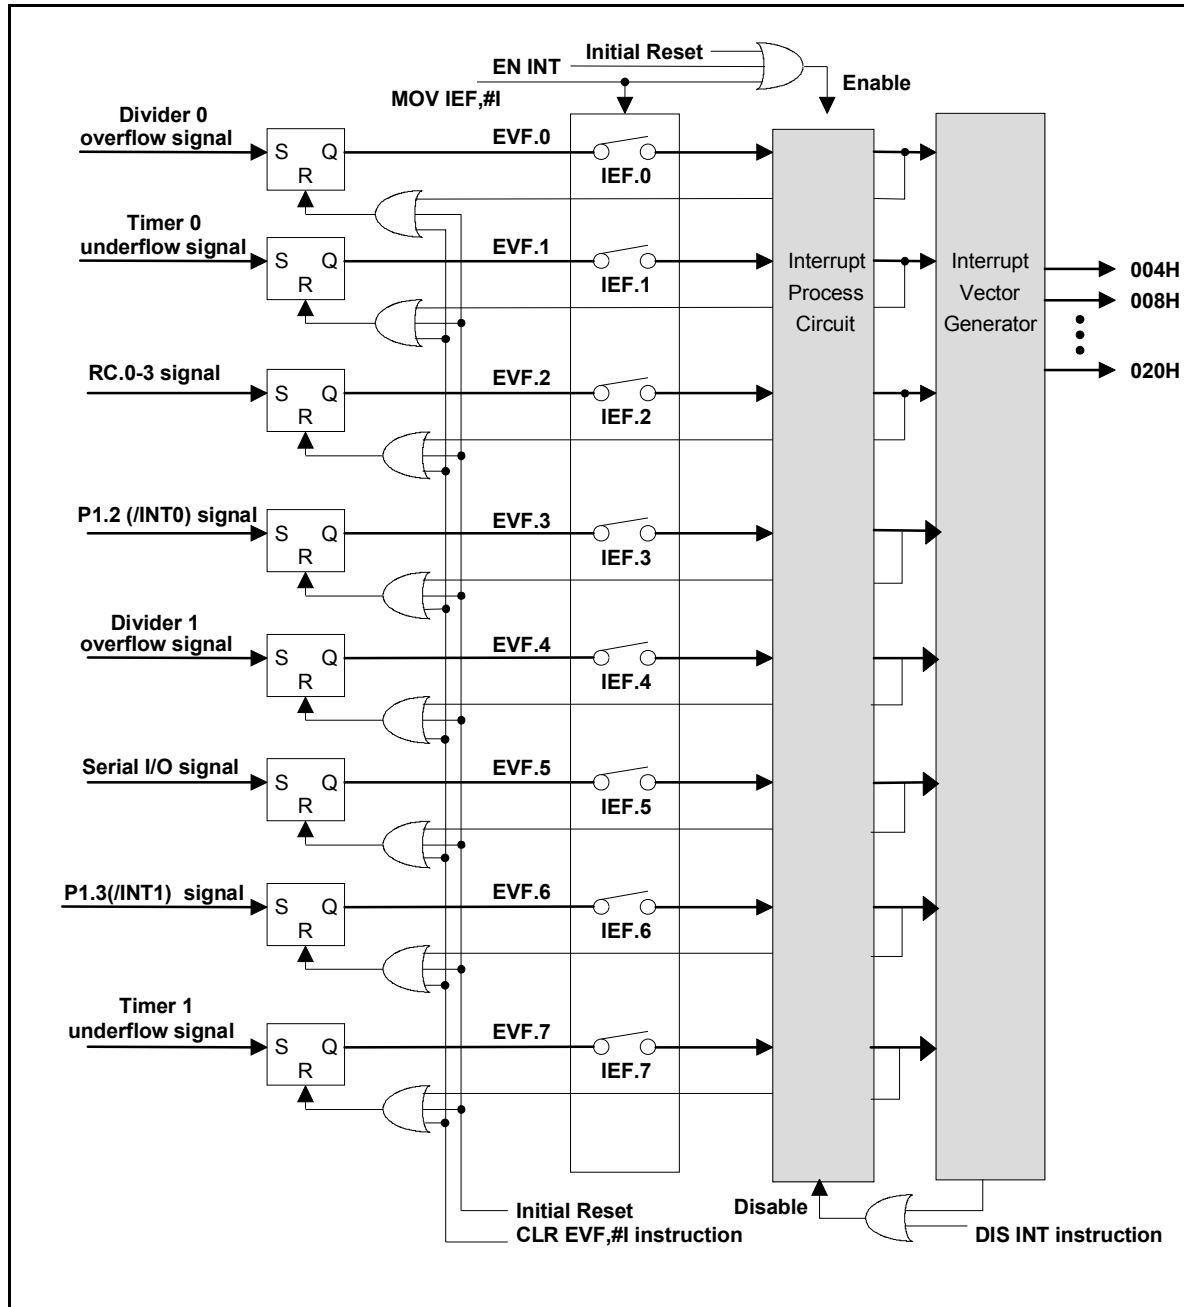 Initial Reset
EN INT
MOV IEF,#I
Enable
Divider 0
overflow signal
S Q
R
EVF.0
IEF.0
Timer 0
underflow signal
S Q
R
EVF.1
IEF.1
Interrupt
Process
Circuit
Interrupt
Vector
Generator
004H
008H
020H
RC.0-3 signal
S Q
R
EVF.2
IEF.2
P1.2 (/INT0) signal
S Q
R
EVF.3
IEF.3
Divider 1
overflow signal
S Q
R
EVF.4
IEF.4
Serial I/O signal
S Q
R
EVF.5
IEF.5
P1.3(/INT1) signal
S Q
R
EVF.6
IEF.6
Timer 1
underflow signal
S Q
R
EVF.7
IEF.7
Initial Reset
CLR EVF,#I instruction
Disable
DIS INT instruction